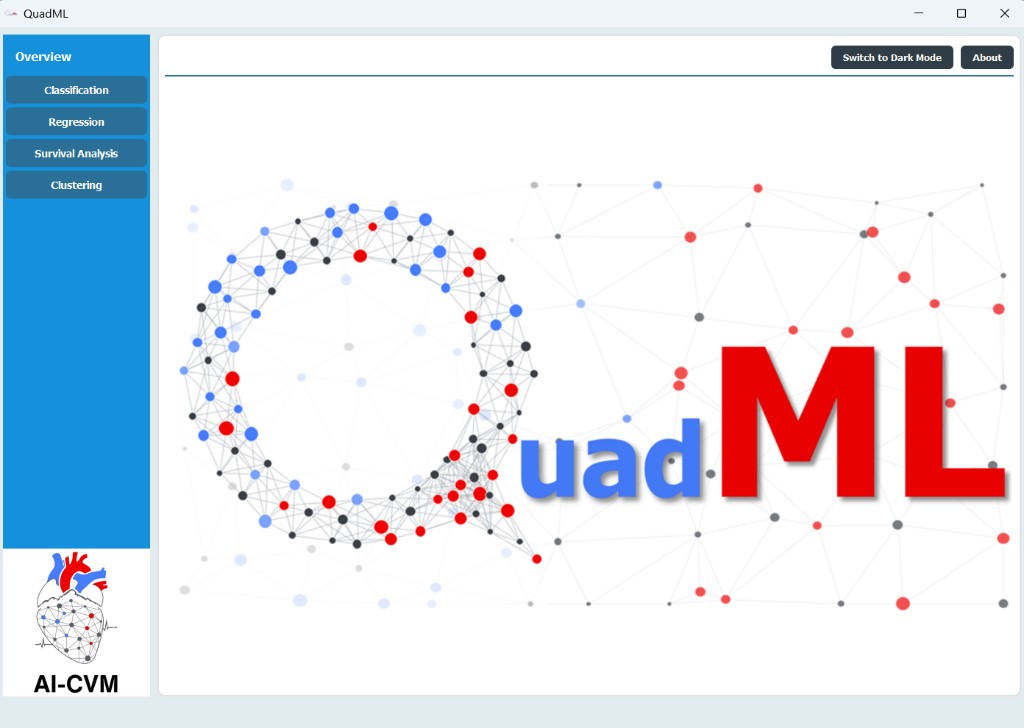 QuadML
Overview
Classification
Regression
Survival Analysis
Clustering
Switch to Dark Mode
About
QuadML
AI-CVM